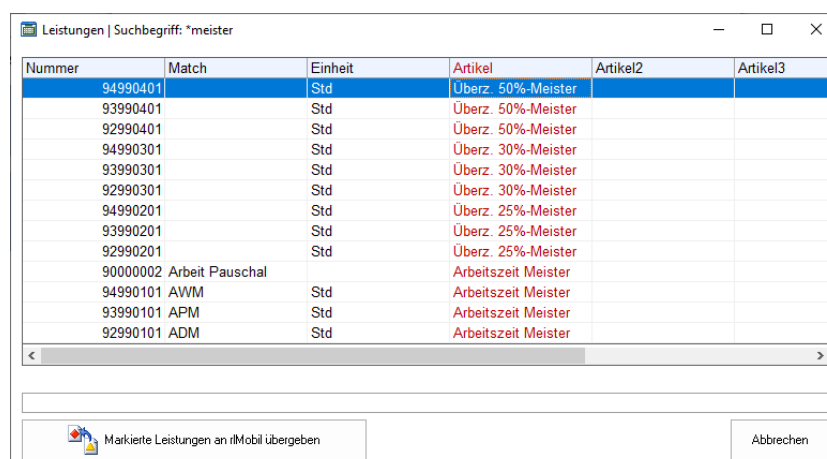 Leistungen | Suchbegriff: *meister
Nummer Match Einheit Artikel Artikel2 Artikel3
94990401 Std Überz. 50%-Meister
93990401 Std Überz. 50%-Meister
92990401 Std Überz. 50%-Meister
94990301 Std Überz. 30%-Meister
93990301 Std Überz. 30%-Meister
92990301 Std Überz. 30%-Meister
94990201 Std Überz. 25%-Meister
93990201 Std Überz. 25%-Meister
92990201 Std Überz. 25%-Meister
90000002 Arbeit Pauschal Arbeitszeit Meister
94990101 AWM Std Arbeitszeit Meister
93990101 APM Std Arbeitszeit Meister
92990101 ADM Std Arbeitszeit Meister
Markierte Leistungen an rlMobil übergeben Abbrechen